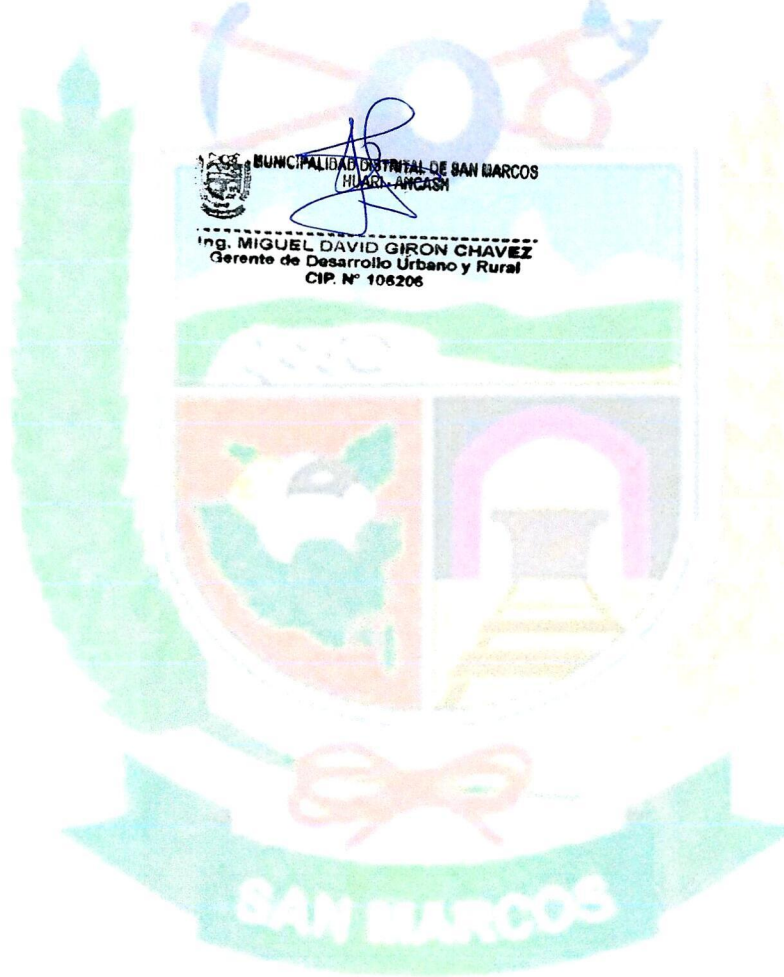 MUNICIPALIDAD DISTRITAL DE SAN MARCOS
HUARI - ANCASH
Ing. MIGUEL DAVID GIRON CHAVEZ
Gerente de Desarrollo Urbano y Rural
CIP. N° 106206
SAN MARCOS